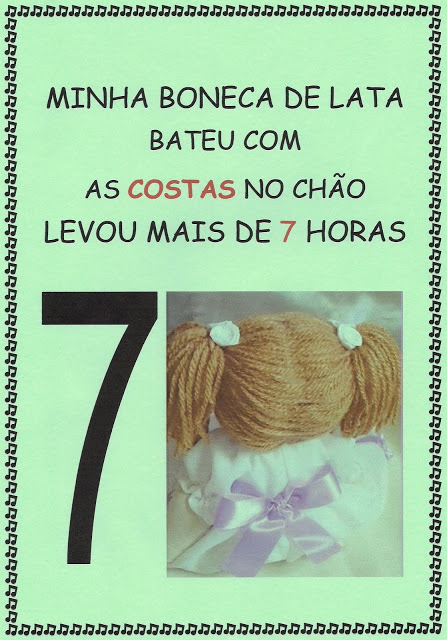 MINHA BONECA DE LATA
BATEU COM
AS COSTAS NO CHÃO
LEVOU MAIS DE 7 HORAS
7